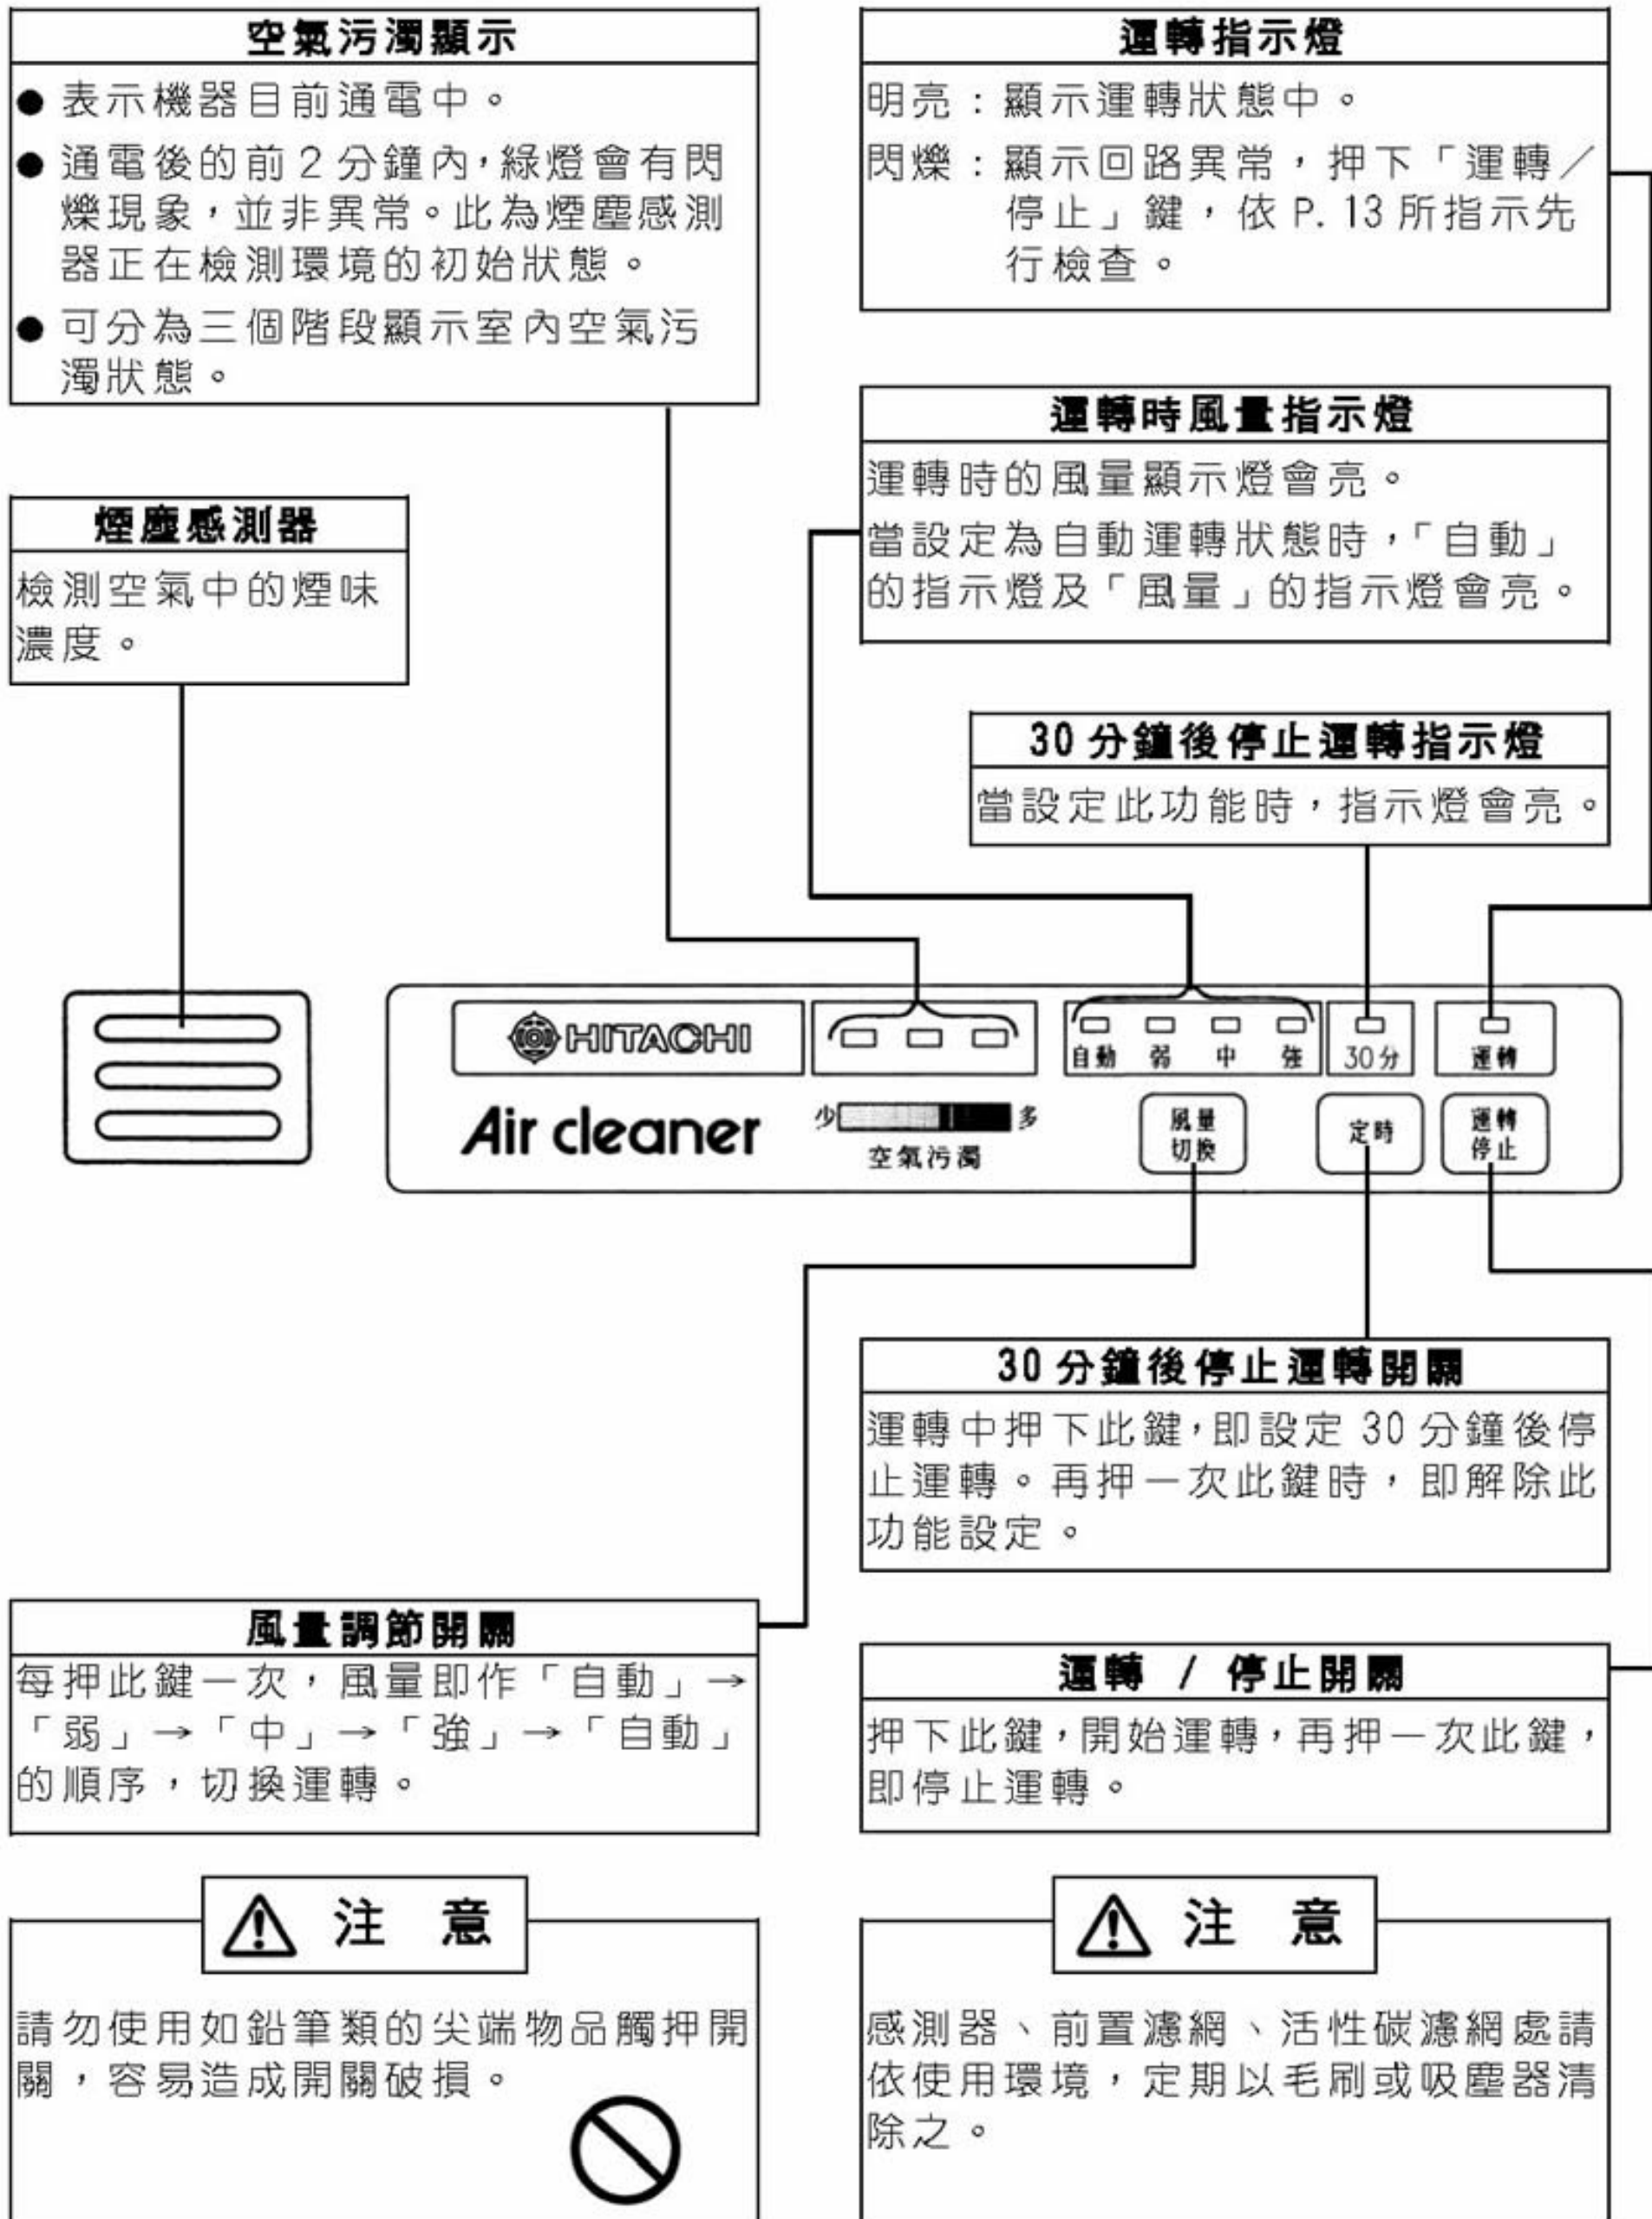 空氣污濁顯示
● 表示機器目前通電中。
● 通電後的前2分鐘內，綠燈會有閃
爍現象，並非異常。此為煙塵感測
器正在檢測環境的初始狀態。
● 可分為三個階段顯示室內空氣污
濁狀態。
運轉指示燈
明亮：顯示運轉狀態中。
閃爍：顯示回路異常，押下「運轉／
停止」鍵，依 P. 13 所指示先
行檢查。
運轉時風量指示燈
運轉時的風量顯示燈會亮。
當設定為自動運轉狀態時，「自動」
的指示燈及「風量」的指示燈會亮。
煙塵感測器
檢測空氣中的煙味
濃度。
30 分鐘後停止運轉指示燈
當設定此功能時，指示燈會亮。
HITACHI
自動 弱 中 強 30分 運轉
Air cleaner
少 多
空氣污濁
風量
切換
定時
運轉
停止
30 分鐘後停止運轉開關
運轉中押下此鍵，即設定 30 分鐘後停
止運轉。再押一次此鍵時，即解除此
功能設定。
風量調節開關
每押此鍵一次，風量即作「自動」→
「弱」→「中」→「強」→「自動」
的順序，切換運轉。
運轉 / 停止開關
押下此鍵，開始運轉，再押一次此鍵，
即停止運轉。
注 意
請勿使用如鉛筆類的尖端物品觸押開
關，容易造成開關破損。
注 意
感測器、前置濾網、活性碳濾網處請
依使用環境，定期以毛刷或吸塵器清
除之。